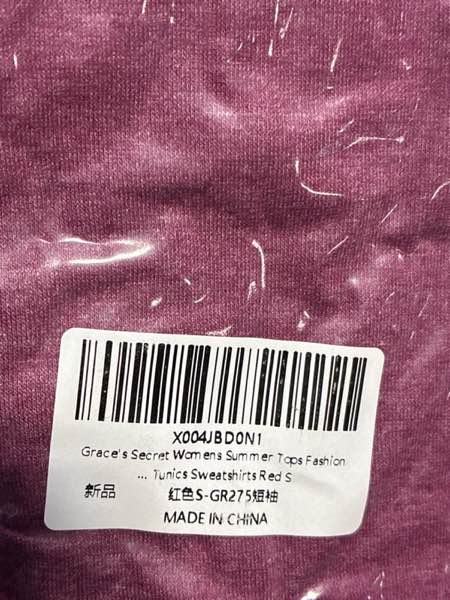 X004JBD0N1
Grace's Secret Womens Summer Tops Fashion
... Tunics Sweatshirts Red S
新品 红色S-GR275短袖
MADE IN CHINA